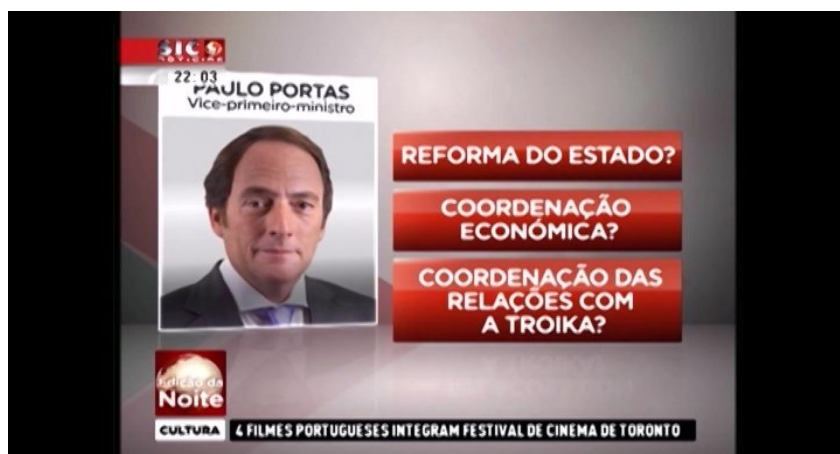 SIC
NOTÍCIAS
22:03
PAULO PORTAS
Vice-primeiro-ministro
REFORMA DO ESTADO?
COORDENAÇÃO
ECONÓMICA?
COORDENAÇÃO DAS
RELAÇÕES COM
A TROIKA?
Edição da
Noite
CULTURA 4 FILMES PORTUGUESES INTEGRAM FESTIVAL DE CINEMA DE TORONTO